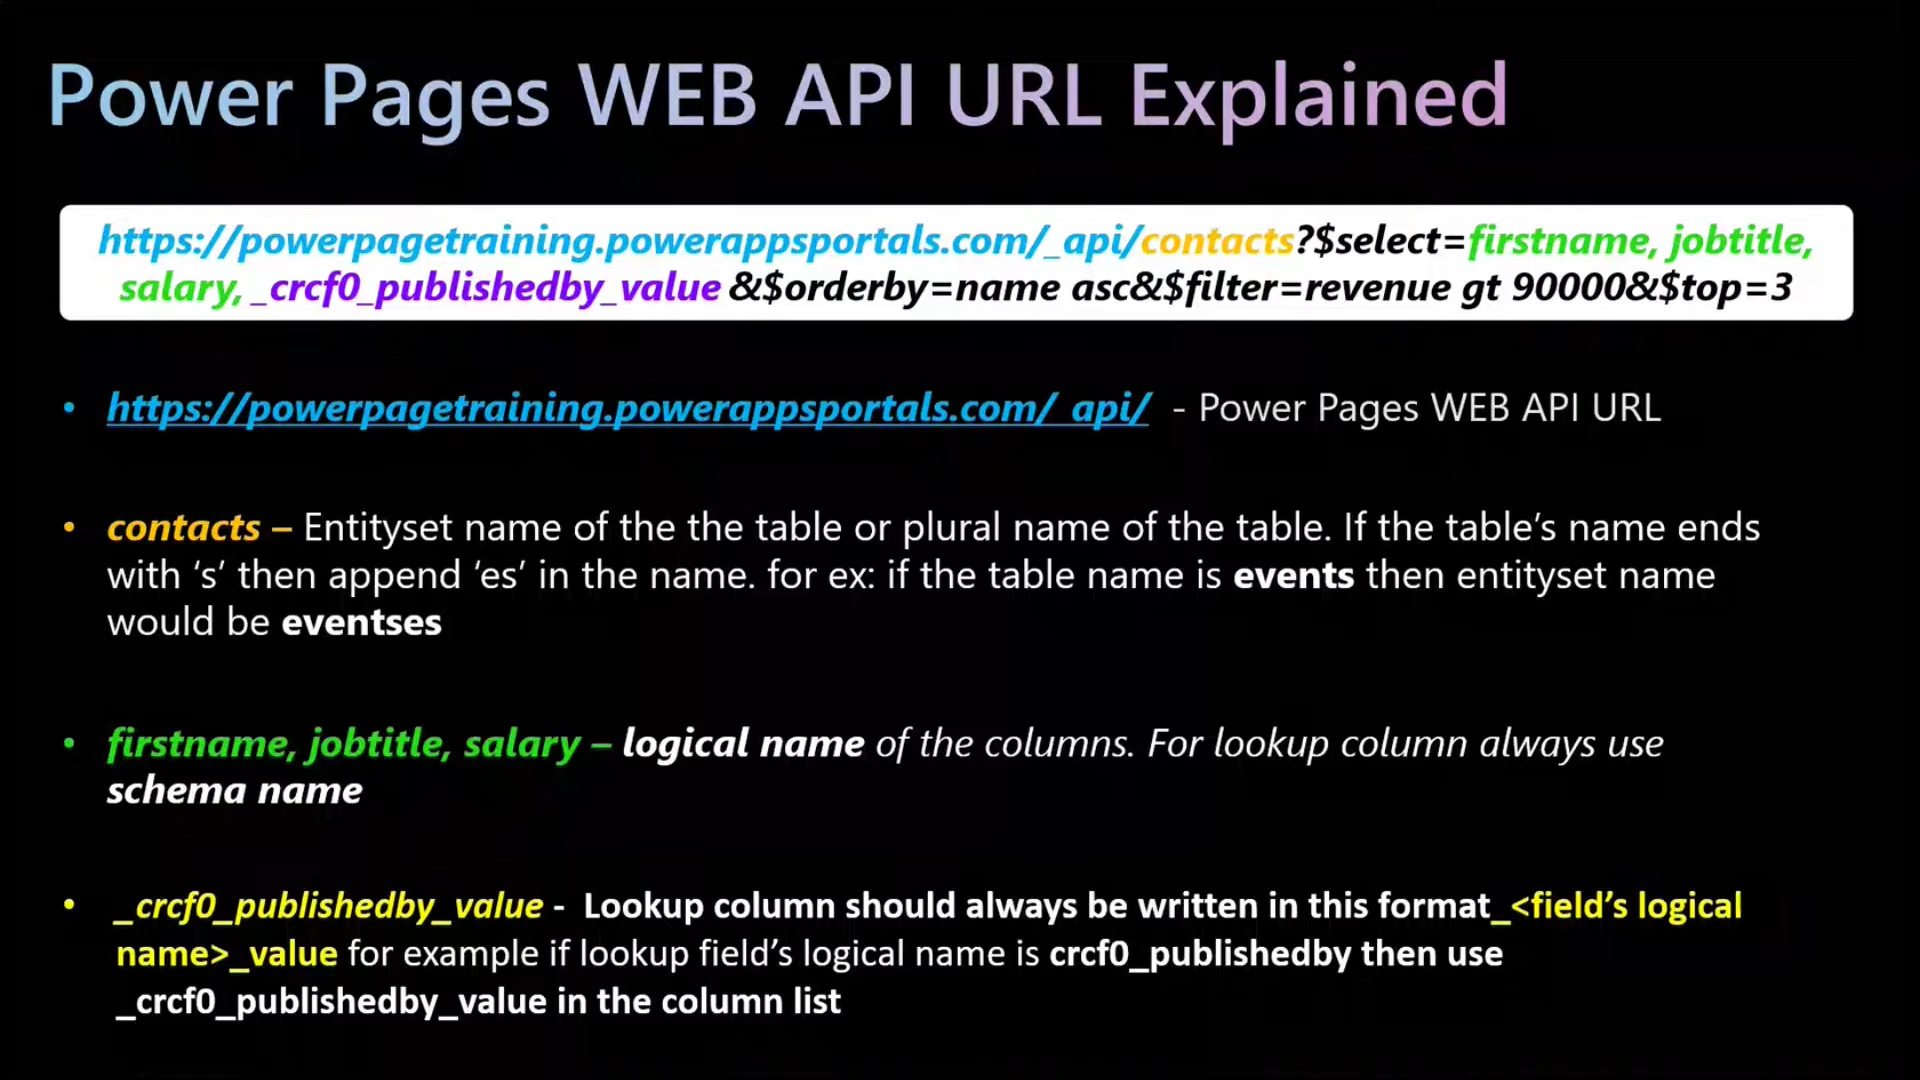 Power Pages WEB API URL Explained
https://powerpagetraining.powerappsportals.com/_api/contacts?$select=firstname, jobtitle,
salary, _crcf0_publishedby_value &$orderby=name asc&$filter=revenue gt 90000&$top=3
• https://powerpagetraining.powerappsportals.com/_api/ - Power Pages WEB API URL
• contacts – Entityset name of the the table or plural name of the table. If the table’s name ends
with ‘s’ then append ‘es’ in the name. for ex: if the table name is events then entityset name
would be eventses
• firstname, jobtitle, salary – logical name of the columns. For lookup column always use
schema name
• _crcf0_publishedby_value - Lookup column should always be written in this format_<field’s logical
name>_value for example if lookup field’s logical name is crcf0_publishedby then use
_crcf0_publishedby_value in the column list